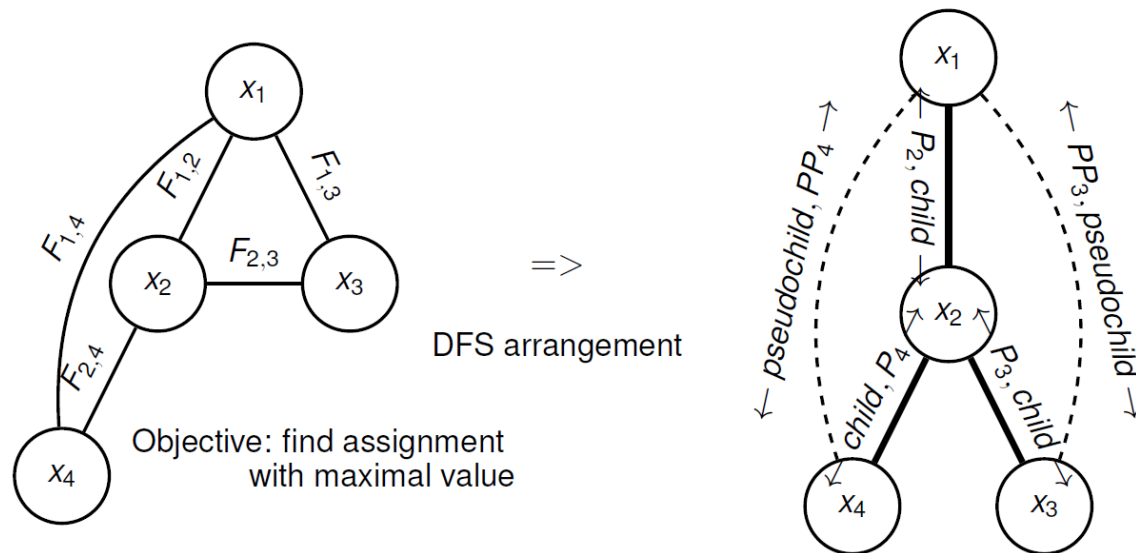 x1
F1,2
F1,3
F1,4
F2,3
x2
x3
F2,4
x4
Objective: find assignment
with maximal value
=>
DFS arrangement
x1
← pseudochild, PP4 →
← P2, child →
← PP3, pseudochild →
x2
child, P4
P3, child
x4
x3